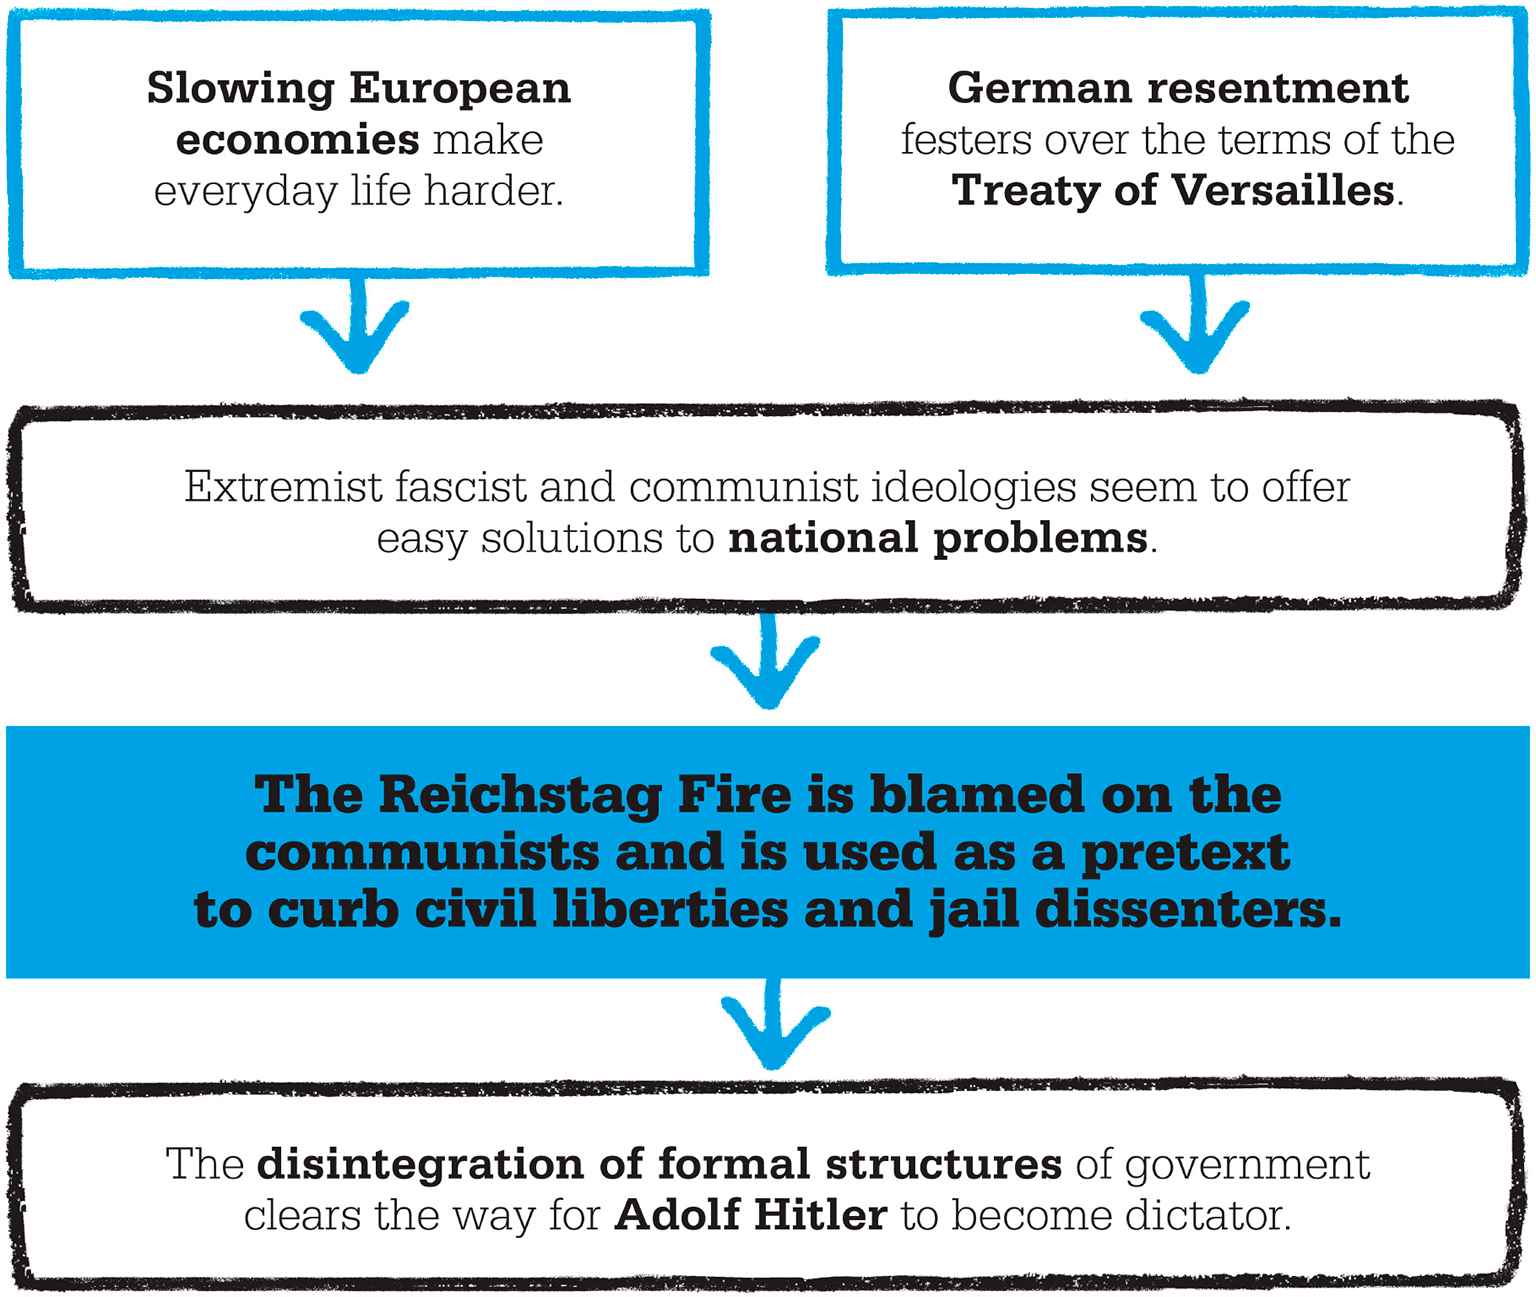 Slowing European
economies make
everyday life harder.
German resentment
festers over the terms of the
Treaty of Versailles.
Extremist fascist and communist ideologies seem to offer
easy solutions to national problems.
The Reichstag Fire is blamed on the
communists and is used as a pretext
to curb civil liberties and jail dissenters.
The disintegration of formal structures of government
clears the way for Adolf Hitler to become dictator.